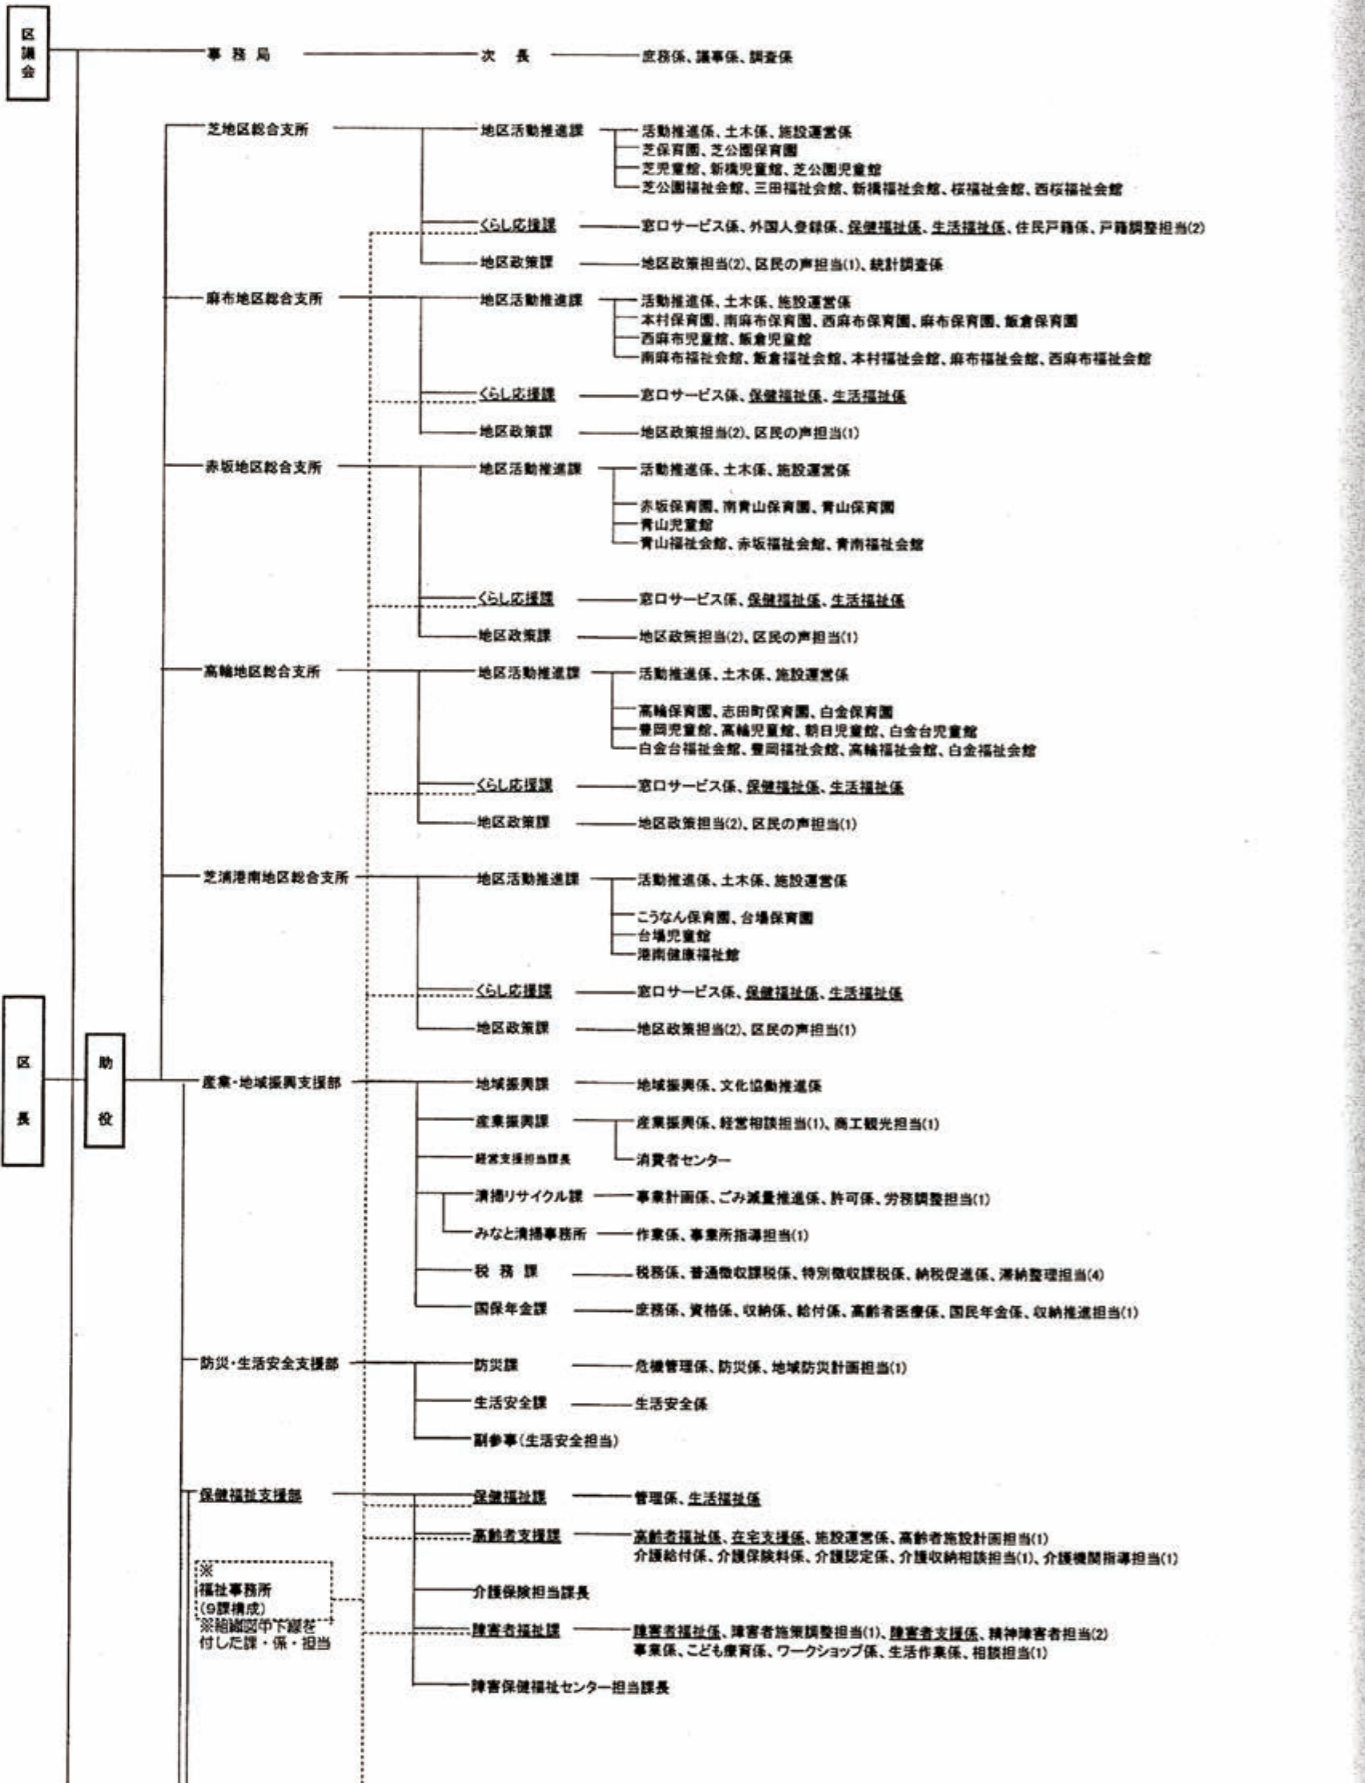 区議会
事務局 次長 庶務係、議事係、調査係
芝地区総合支所 地区活動推進課 活動推進係、土木係、施設運営係
芝保育園、芝公園保育園
芝児童館、新橋児童館、芝公園児童館
芝公園福祉会館、三田福祉会館、新橋福祉会館、桜福祉会館、西桜福祉会館
くらし応援課 窓口サービス係、外国人登録係、保健福祉係、生活福祉係、住民戸籍係、戸籍調整担当(2)
地区政策課 地区政策担当(2)、区民の声担当(1)、統計調査係
麻布地区総合支所 地区活動推進課 活動推進係、土木係、施設運営係
本村保育園、南麻布保育園、西麻布保育園、麻布保育園、飯倉保育園
西麻布児童館、飯倉児童館
南麻布福祉会館、飯倉福祉会館、本村福祉会館、麻布福祉会館、西麻布福祉会館
くらし応援課 窓口サービス係、保健福祉係、生活福祉係
地区政策課 地区政策担当(2)、区民の声担当(1)
赤坂地区総合支所 地区活動推進課 活動推進係、土木係、施設運営係
赤坂保育園、南青山保育園、青山保育園
青山児童館
青山福祉会館、赤坂福祉会館、青南福祉会館
くらし応援課 窓口サービス係、保健福祉係、生活福祉係
地区政策課 地区政策担当(2)、区民の声担当(1)
高輪地区総合支所 地区活動推進課 活動推進係、土木係、施設運営係
高輪保育園、志田町保育園、白金保育園
豊岡児童館、高輪児童館、朝日児童館、白金台児童館
白金台福祉会館、豊岡福祉会館、高輪福祉会館、白金福祉会館
くらし応援課 窓口サービス係、保健福祉係、生活福祉係
地区政策課 地区政策担当(2)、区民の声担当(1)
芝浦港南地区総合支所 地区活動推進課 活動推進係、土木係、施設運営係
こうなん保育園、台場保育園
台場児童館
港南健康福祉館
くらし応援課 窓口サービス係、保健福祉係、生活福祉係
地区政策課 地区政策担当(2)、区民の声担当(1)
区長
助役
産業・地域振興支援部 地域振興課 地域振興係、文化協働推進係
産業振興課 産業振興係、経営相談担当(1)、商工観光担当(1)
経営支援担当課長 消費者センター
清掃リサイクル課 事業計画係、ごみ減量推進係、許可係、労務調整担当(1)
みなと清掃事務所 作業係、事業所指導担当(1)
税務課 税務係、普通徴収課税係、特別徴収課税係、納税促進係、滞納整理担当(4)
国保年金課 庶務係、資格係、収納係、給付係、高齢者医療係、国民年金係、収納推進担当(1)
防災・生活安全支援部 防災課 危機管理係、防災係、地域防災計画担当(1)
生活安全課 生活安全係
副参事(生活安全担当)
保健福祉支援部 保健福祉課 管理係、生活福祉係
高齢者支援課 高齢者福祉係、在宅支援係、施設運営係、高齢者施設計画担当(1)
介護給付係、介護保険料係、介護認定係、介護収納相談担当(1)、介護機関指導担当(1)
※
福祉事務所
(9課構成)
※組織図中下線を
付した課・係・担当
介護保険担当課長
障害者福祉課 障害者福祉係、障害者施策調整担当(1)、障害者支援係、精神障害者担当(2)
事業係、こども療育係、ワークショップ係、生活作業係、相談担当(1)
障害保健福祉センター担当課長